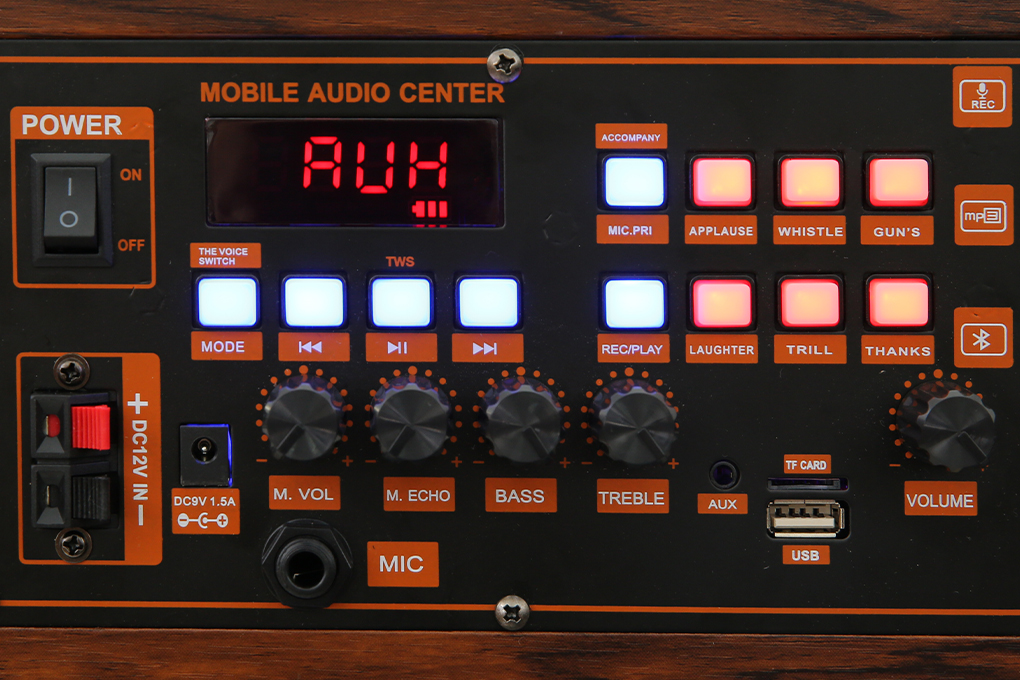 MOBILE AUDIO CENTER
REC
POWER
ON
OFF
AUH
ACCOMPANY
MIC.PRI
APPLAUSE
WHISTLE
GUN'S
mp3
THE VOICE
SWITCH
TWS
MODE
REC/PLAY
LAUGHTER
TRILL
THANKS
+ DC12V IN −
DC9V 1.5A
− +
− +
− +
− +
− +
−
M. VOL
M. ECHO
BASS
TREBLE
AUX
TF CARD
USB
VOLUME
MIC